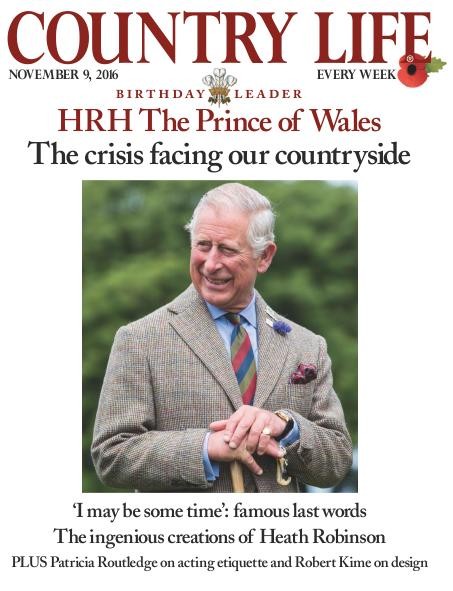 COUNTRY LIFE
NOVEMBER 9, 2016 EVERY WEEK
BIRTHDAY LEADER
HRH The Prince of Wales
The crisis facing our countryside
‘I may be some time’: famous last words
The ingenious creations of Heath Robinson
PLUS Patricia Routledge on acting etiquette and Robert Kime on design